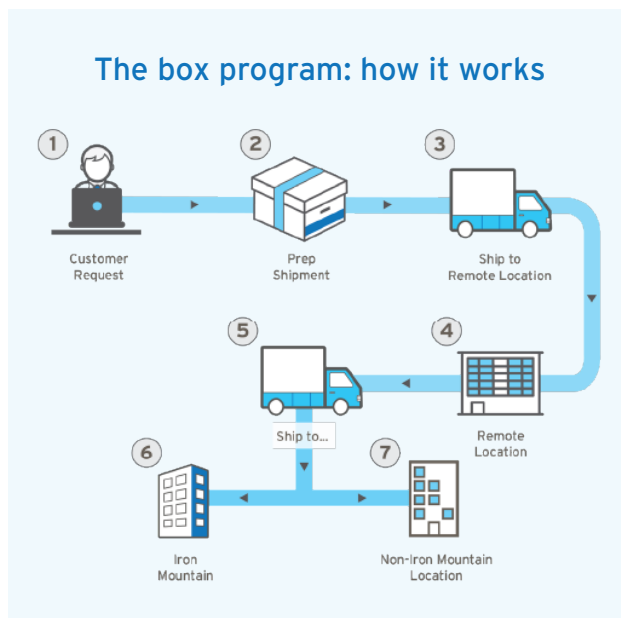 The box program: how it works
1
2
3
Customer
Request
Prep
Shipment
Ship to
Remote Location
5
4
Ship to...
Remote
Location
6
7
Iron
Mountain
Non-Iron Mountain
Location